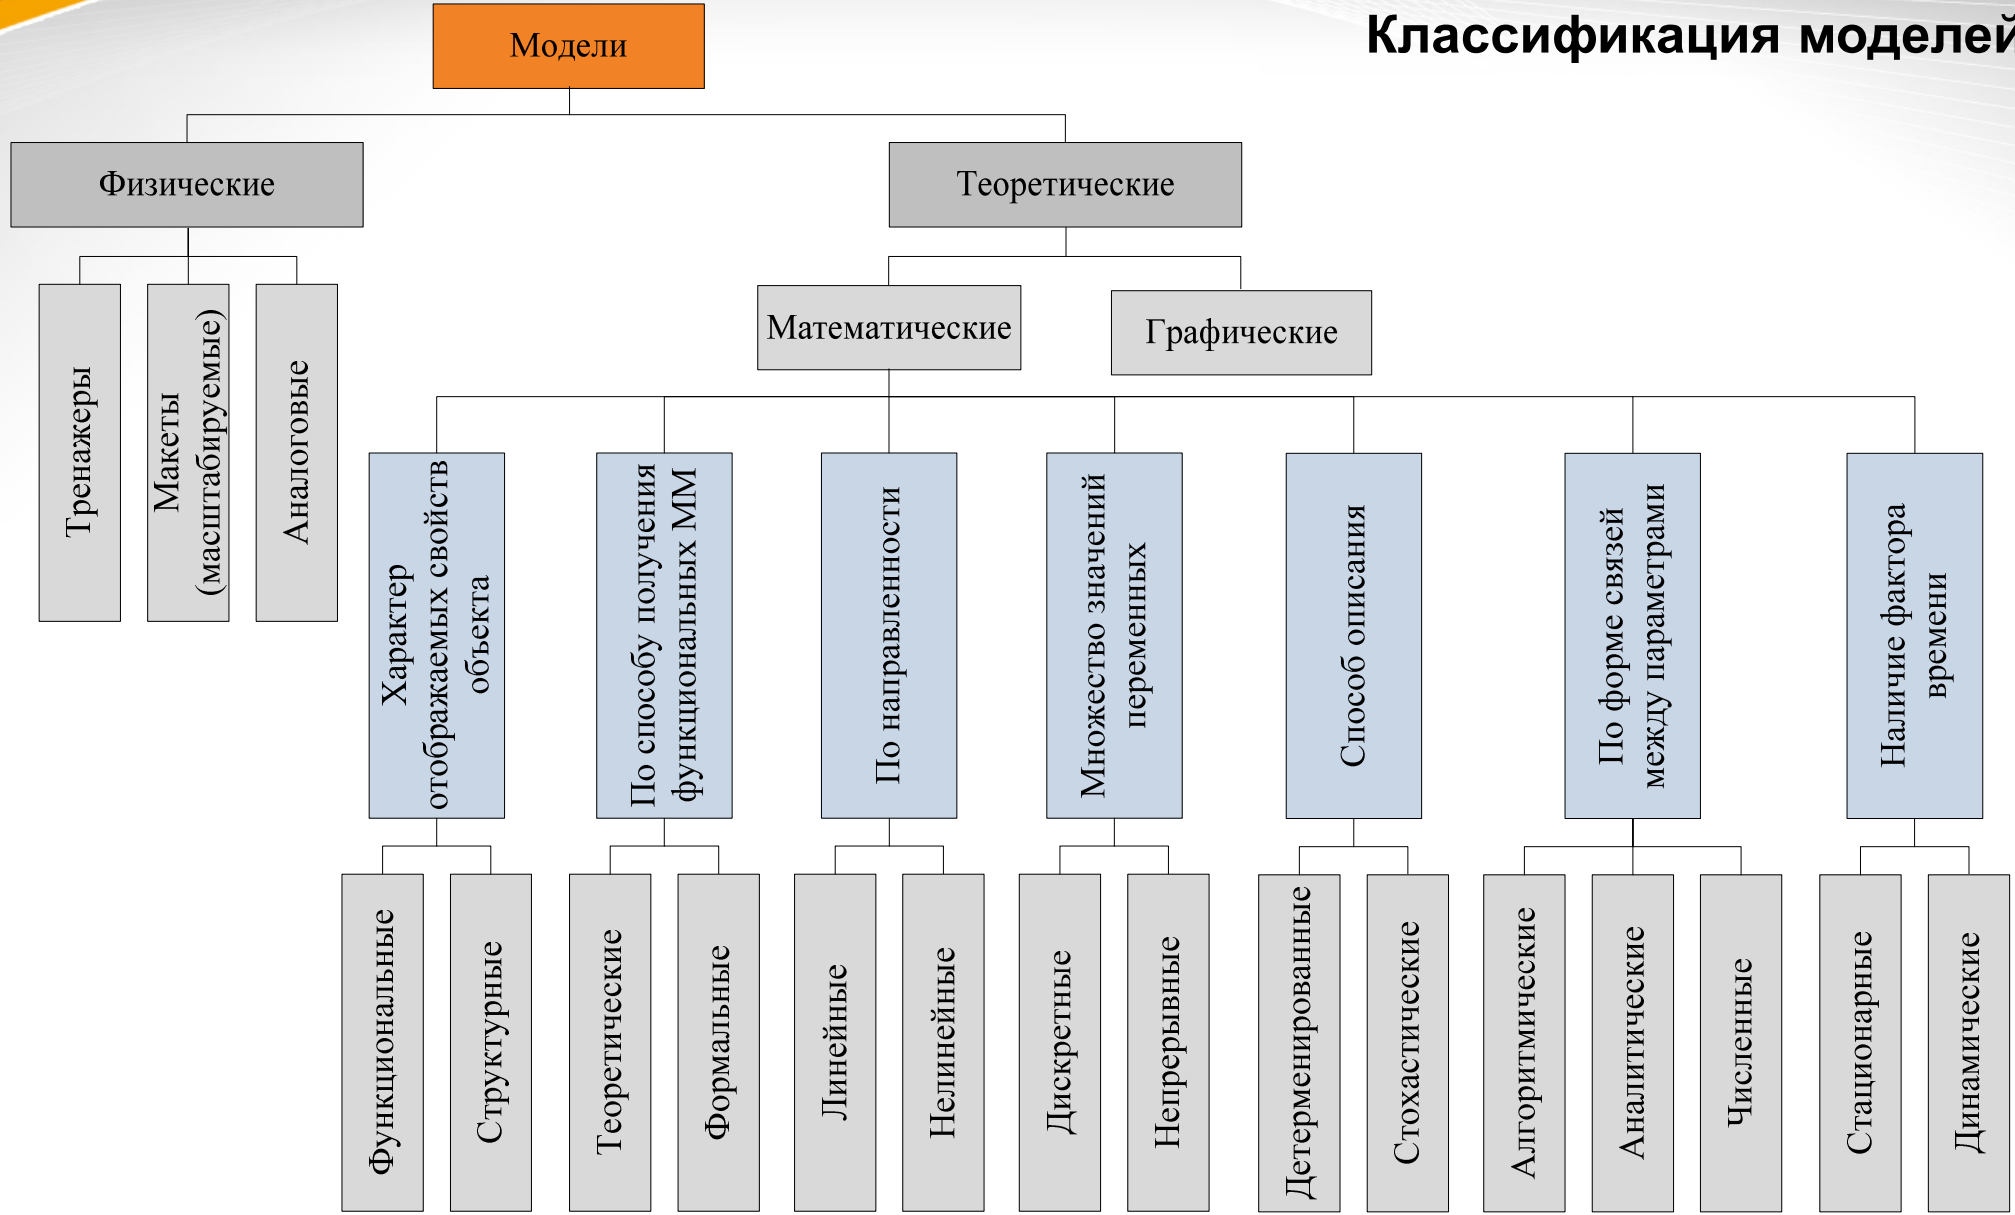 Классификация моделей
Модели
Физические
Теоретические
Тренажеры
Макеты
(масштабируемые)
Аналоговые
Математические
Графические
Характер
отображаемых свойств
объекта
По способу получения
функциональных ММ
По направленности
Множество значений
переменных
Способ описания
По форме связей
между параметрами
Наличие фактора
времени
Функциональные
Структурные
Теоретические
Формальные
Линейные
Нелинейные
Дискретные
Непрерывные
Детерменированные
Стохастические
Алгоритмические
Аналитические
Численные
Стационарные
Динамические